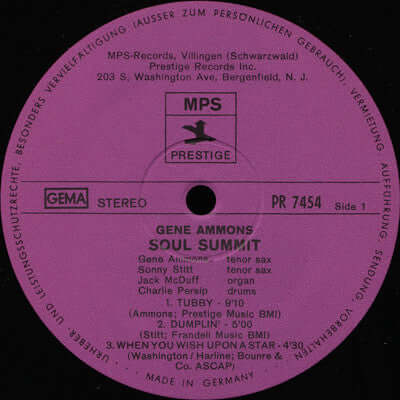 URHEBER- UND LEISTUNGSSCHUTZRECHTE, BESONDERS VERVIELFÄLTIGUNG (AUSSER ZUM PERSÖNLICHEN GEBRAUCH), VERMIETUNG, AUFFÜHRUNG, SENDUNG, VORBEHALTEN
MPS-Records, Villingen (Schwarzwald)
Prestige Records Inc.
203 S, Washington Ave, Bergenfield, N. J.
MPS
PRESTIGE
GEMA STEREO PR 7454 Side 1
GENE AMMONS
SOUL SUMMIT
Gene Ammons tenor sax
Sonny Stitt tenor sax
Jack McDuff organ
Charlie Persip drums
1. TUBBY - 9'10
(Ammons; Prestige Music BMI)
2. DUMPLIN' - 5'00
(Stitt; Frandell Music BMI)
3. WHEN YOU WISH UPON A STAR - 4'30
(Washington / Harline; Bounre &
Co. ASCAP)
MADE IN GERMANY